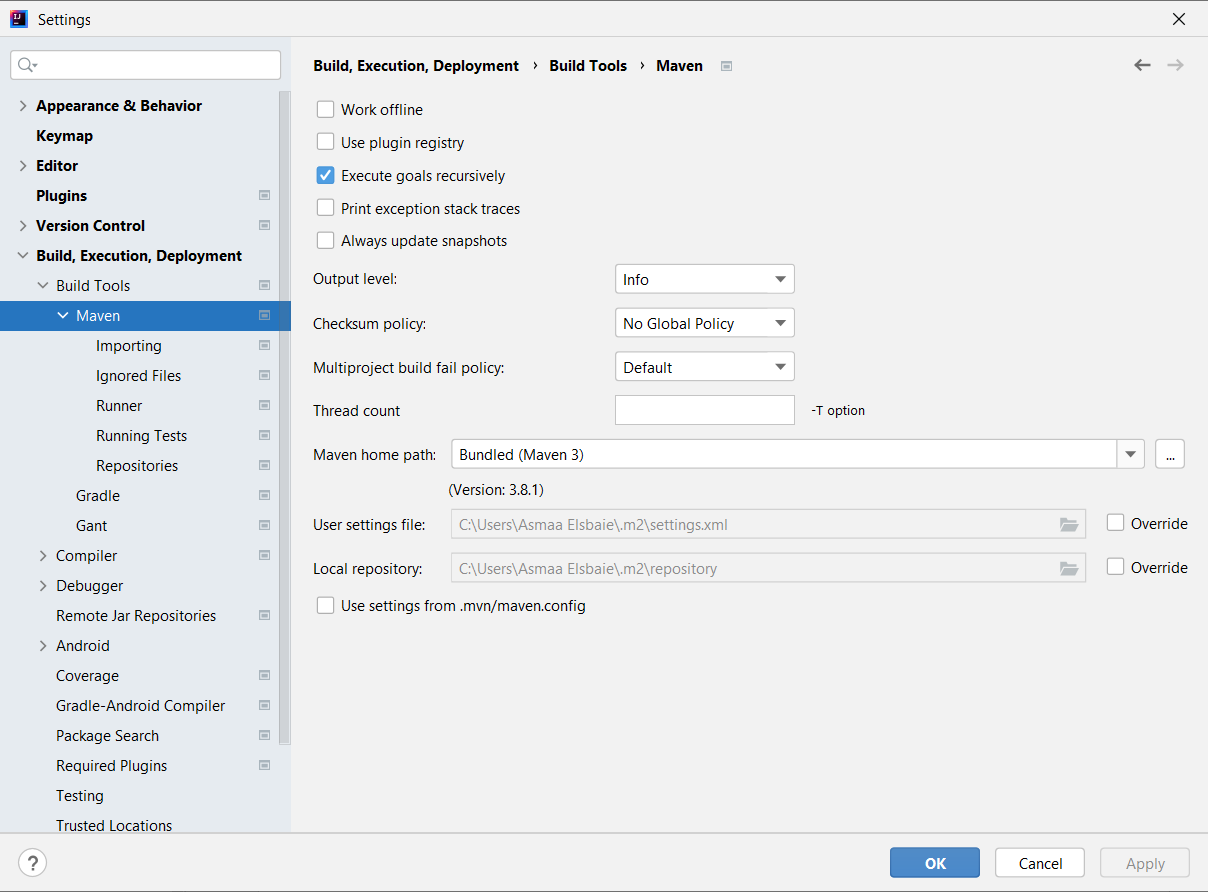 Settings
Appearance & Behavior
Keymap
Editor
Plugins
Version Control
Build, Execution, Deployment
Build Tools
Maven
Importing
Ignored Files
Runner
Running Tests
Repositories
Gradle
Gant
Compiler
Debugger
Remote Jar Repositories
Android
Coverage
Gradle-Android Compiler
Package Search
Required Plugins
Testing
Trusted Locations
Build, Execution, Deployment › Build Tools › Maven
Work offline
Use plugin registry
Execute goals recursively
Print exception stack traces
Always update snapshots
Output level: Info
Checksum policy: No Global Policy
Multiproject build fail policy: Default
Thread count -T option
Maven home path: Bundled (Maven 3) ...
(Version: 3.8.1)
User settings file: C:\Users\Asmaa Elsbaie\.m2\settings.xml Override
Local repository: C:\Users\Asmaa Elsbaie\.m2\repository Override
Use settings from .mvn/maven.config
? OK Cancel Apply